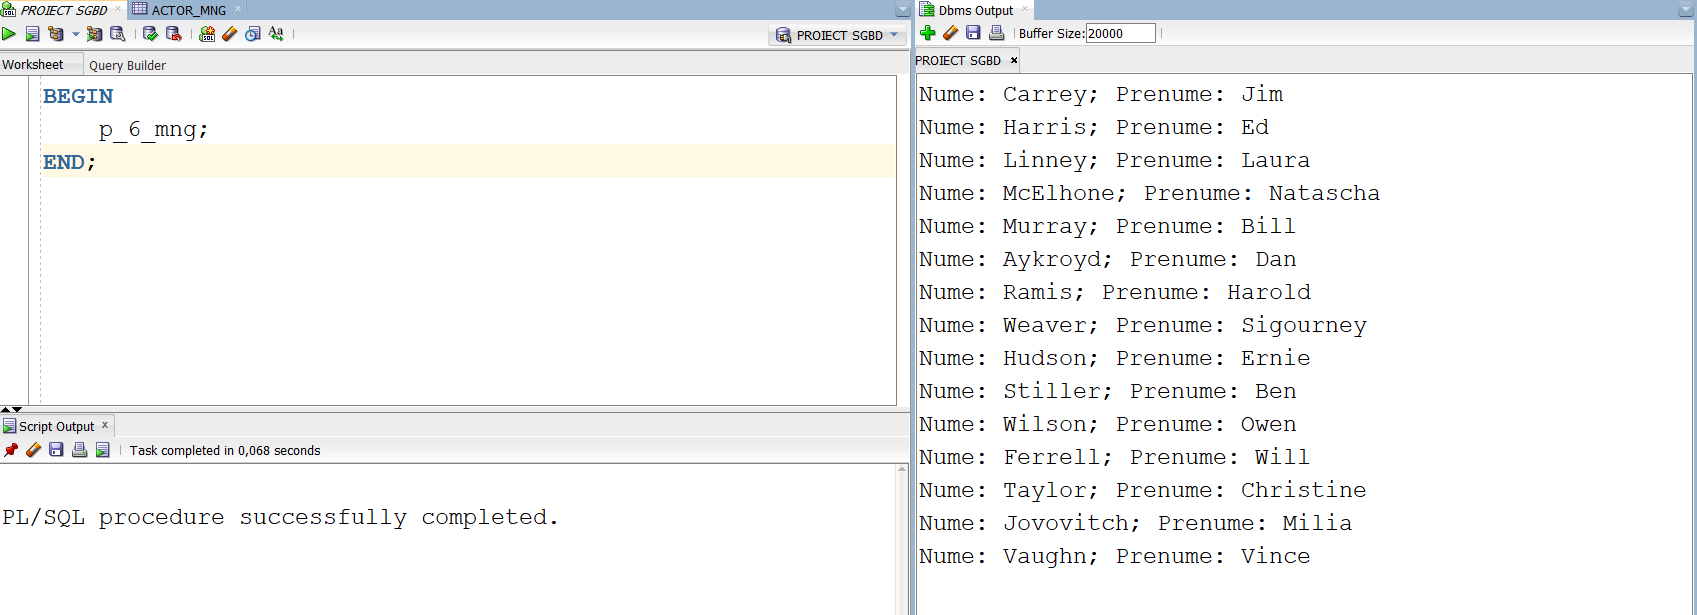 PROIECT SGBD
ACTOR_MNG
PROIECT SGBD
Worksheet Query Builder
BEGIN
p_6_mng;
END;
Script Output
Task completed in 0,068 seconds
PL/SQL procedure successfully completed.
Dbms Output
Buffer Size: 20000
PROIECT SGBD
Nume: Carrey; Prenume: Jim
Nume: Harris; Prenume: Ed
Nume: Linney; Prenume: Laura
Nume: McElhone; Prenume: Natascha
Nume: Murray; Prenume: Bill
Nume: Aykroyd; Prenume: Dan
Nume: Ramis; Prenume: Harold
Nume: Weaver; Prenume: Sigourney
Nume: Hudson; Prenume: Ernie
Nume: Stiller; Prenume: Ben
Nume: Wilson; Prenume: Owen
Nume: Ferrell; Prenume: Will
Nume: Taylor; Prenume: Christine
Nume: Jovovitch; Prenume: Milia
Nume: Vaughn; Prenume: Vince